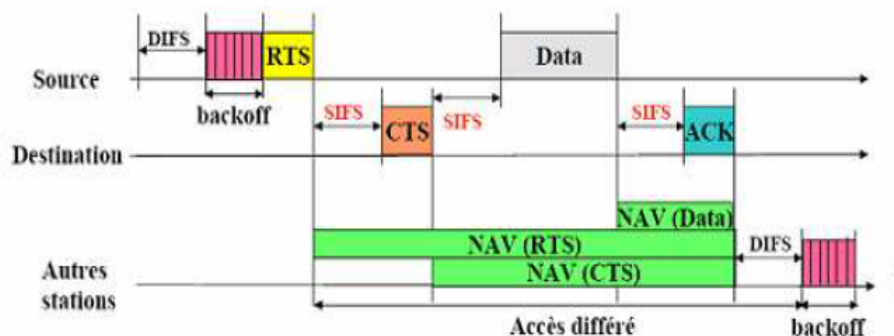 DIFS
RTS
Data
Source
backoff
SIFS
CTS
SIFS
SIFS
ACK
Destination
NAV (Data)
NAV (RTS)
DIFS
NAV (CTS)
Autres
stations
Accès différé
backoff